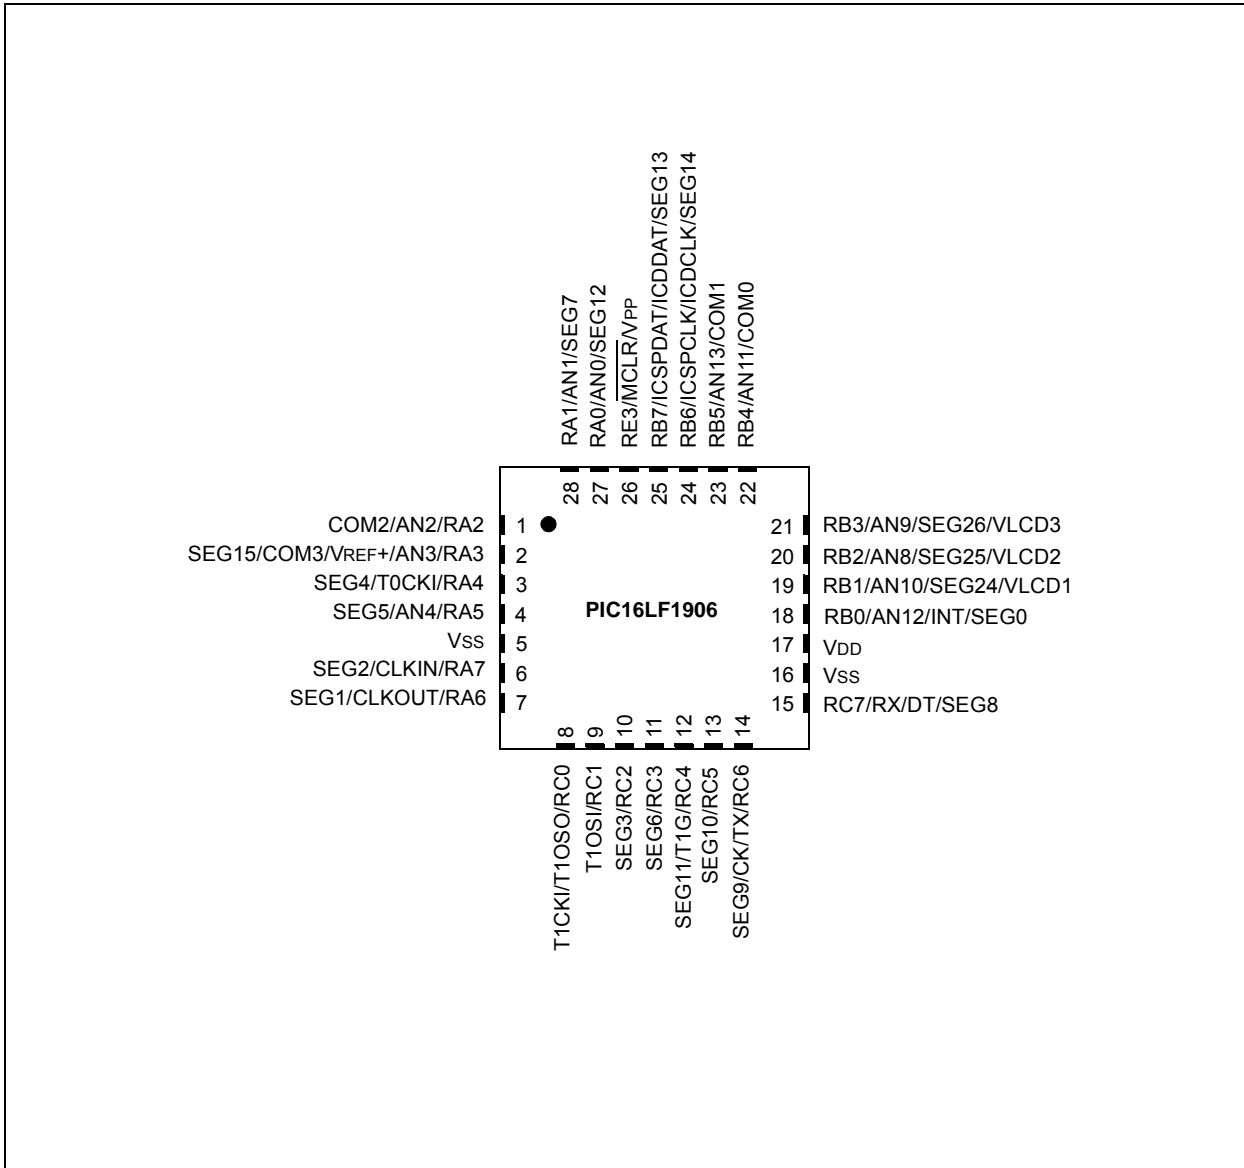 RA1/AN1/SEG7
RA0/AN0/SEG12
RE3/MCLR/VPP
RB7/ICSPDAT/ICDDAT/SEG13
RB6/ICSPCLK/ICDCLK/SEG14
RB5/AN13/COM1
RB4/AN11/COM0
28
27
26
25
24
23
22
COM2/AN2/RA2
SEG15/COM3/VREF+/AN3/RA3
SEG4/T0CKI/RA4
SEG5/AN4/RA5
VSS
SEG2/CLKIN/RA7
SEG1/CLKOUT/RA6
1
2
3
4
5
6
7
PIC16LF1906
21
20
19
18
17
16
15
RB3/AN9/SEG26/VLCD3
RB2/AN8/SEG25/VLCD2
RB1/AN10/SEG24/VLCD1
RB0/AN12/INT/SEG0
VDD
VSS
RC7/RX/DT/SEG8
8
9
10
11
12
13
14
T1CKI/T1OSO/RC0
T1OSI/RC1
SEG3/RC2
SEG6/RC3
SEG11/T1G/RC4
SEG10/RC5
SEG9/CK/TX/RC6